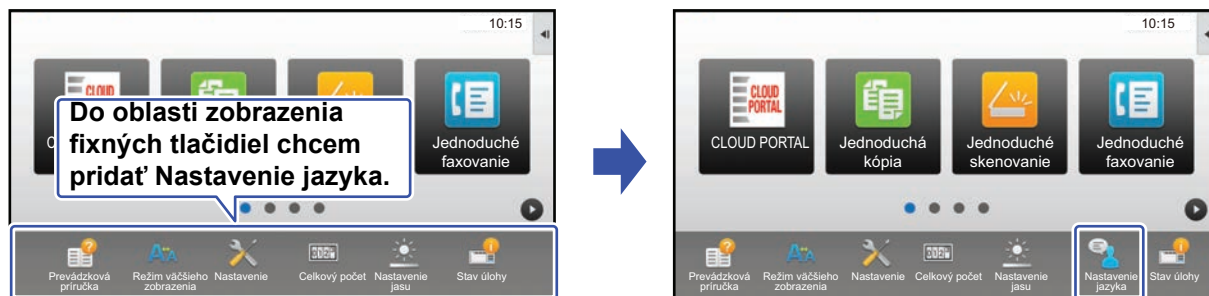 10:15
CLOUD
Do oblasti zobrazenia
fixných tlačidiel chcem
pridať Nastavenie jazyka.
C
Jednoduché
faxovanie
Prevádzková
príručka
Režim väčšieho
zobrazenia
Nastavenie
Celkový počet
Nastavenie
jasu
Stav úlohy
10:15
CLOUD
PORTAL
CLOUD PORTAL
Jednoduchá
kópia
Jednoduché
skenovanie
Jednoduché
faxovanie
Prevádzková
príručka
Režim väčšieho
zobrazenia
Nastavenie
Celkový počet
Nastavenie
jasu
Nastavenie
jazyka
Stav úlohy